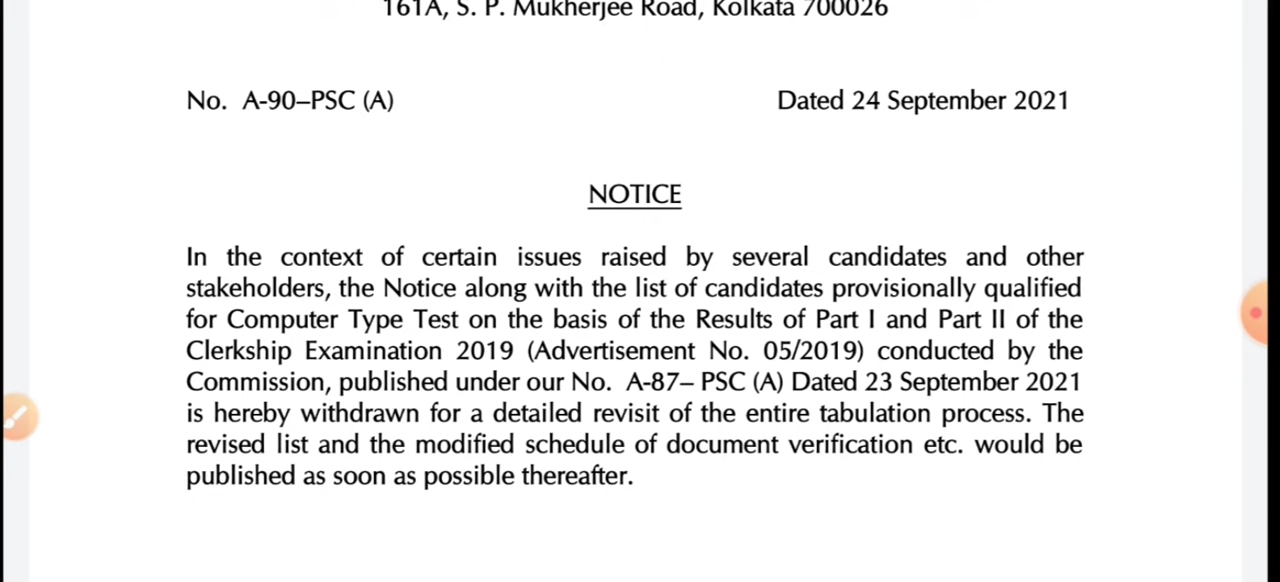 161A, S. P. Mukherjee Road, Kolkata 700026
No. A-90–PSC (A) Dated 24 September 2021
NOTICE
In the context of certain issues raised by several candidates and other
stakeholders, the Notice along with the list of candidates provisionally qualified
for Computer Type Test on the basis of the Results of Part I and Part II of the
Clerkship Examination 2019 (Advertisement No. 05/2019) conducted by the
Commission, published under our No. A-87– PSC (A) Dated 23 September 2021
is hereby withdrawn for a detailed revisit of the entire tabulation process. The
revised list and the modified schedule of document verification etc. would be
published as soon as possible thereafter.